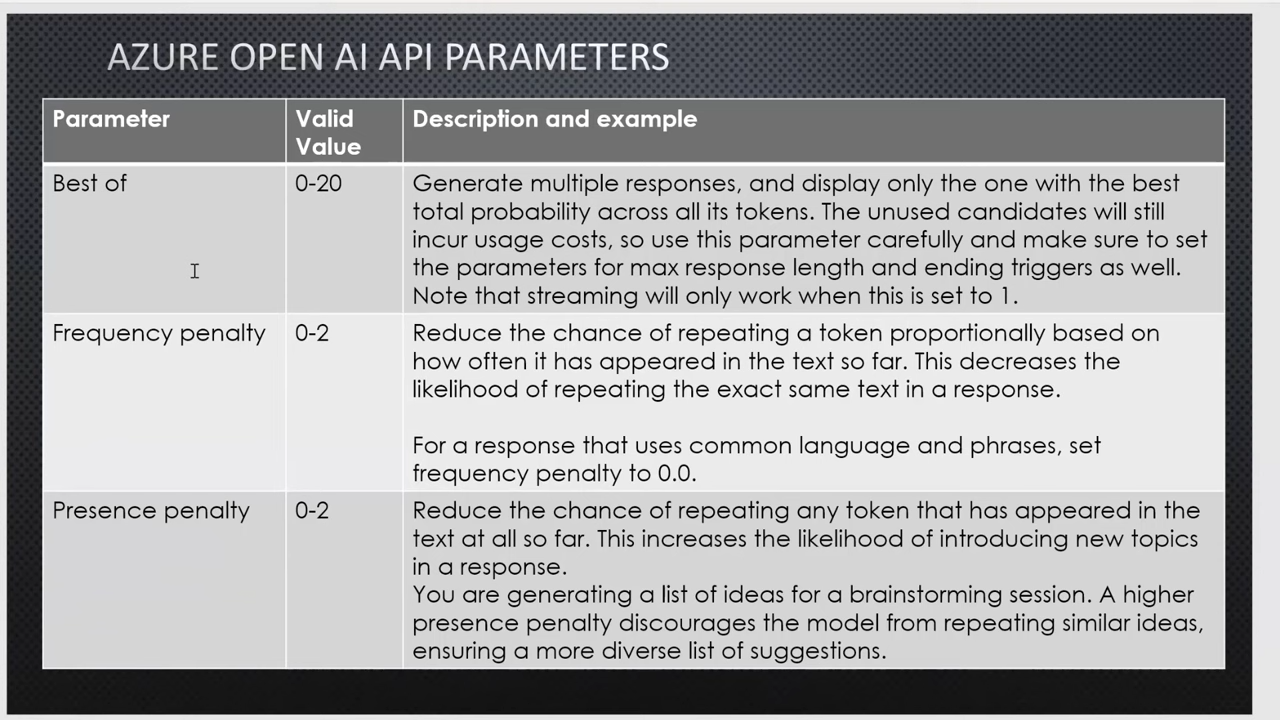 AZURE OPEN AI API PARAMETERS
Parameter
Valid
Value
Description and example
Best of
0-20
Generate multiple responses, and display only the one with the best
total probability across all its tokens. The unused candidates will still
incur usage costs, so use this parameter carefully and make sure to set
the parameters for max response length and ending triggers as well.
Note that streaming will only work when this is set to 1.
Frequency penalty
0-2
Reduce the chance of repeating a token proportionally based on
how often it has appeared in the text so far. This decreases the
likelihood of repeating the exact same text in a response.
For a response that uses common language and phrases, set
frequency penalty to 0.0.
Presence penalty
0-2
Reduce the chance of repeating any token that has appeared in the
text at all so far. This increases the likelihood of introducing new topics
in a response.
You are generating a list of ideas for a brainstorming session. A higher
presence penalty discourages the model from repeating similar ideas,
ensuring a more diverse list of suggestions.